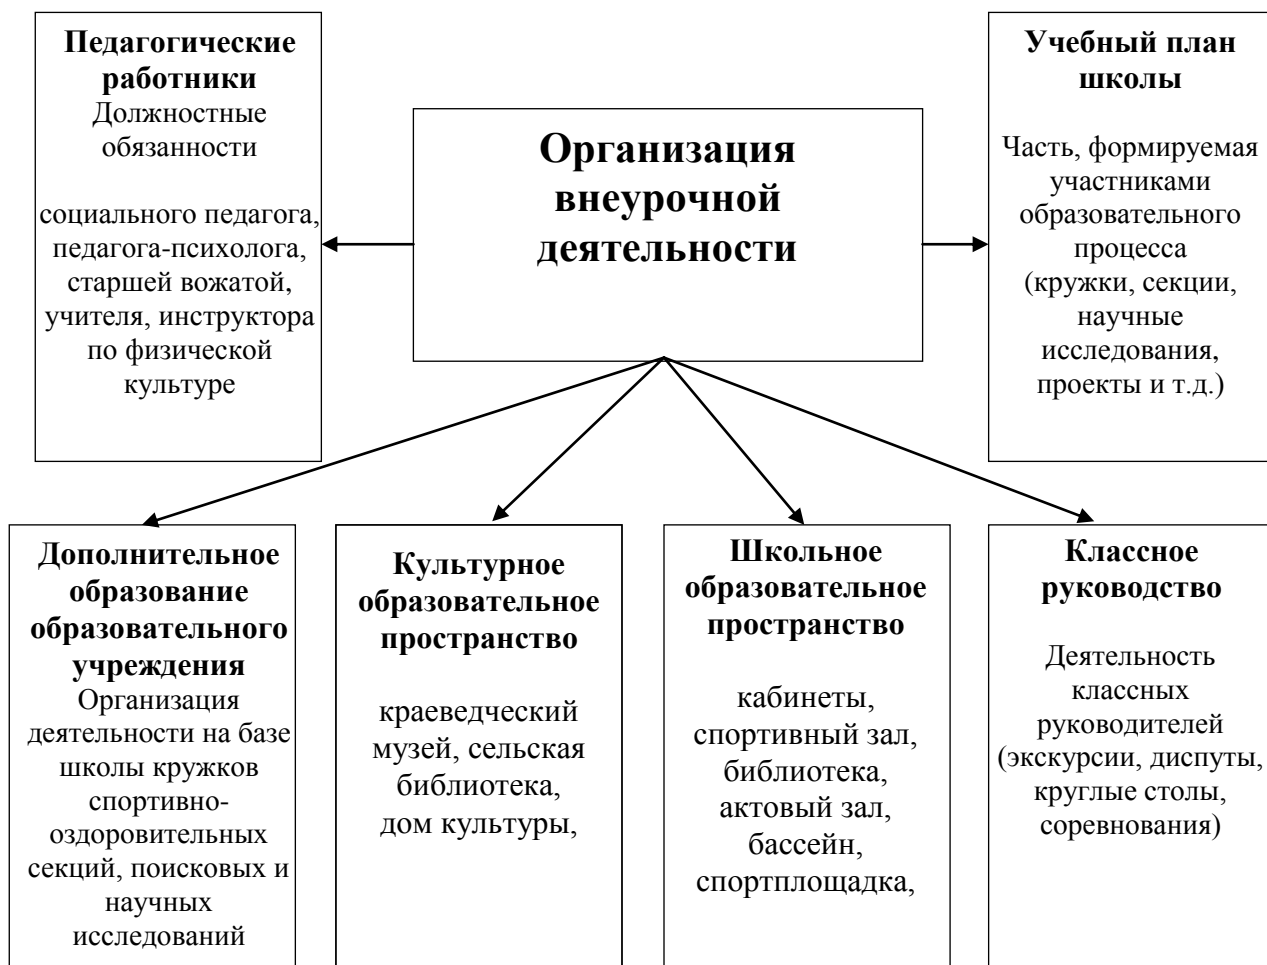 Педагогические
работники
Должностные
обязанности
социального педагога,
педагога-психолога,
старшей вожатой,
учителя, инструктора
по физической
культуре
Организация
внеурочной
деятельности
Учебный план
школы
Часть, формируемая
участниками
образовательного
процесса
(кружки, секции,
научные
исследования,
проекты и т.д.)
Дополнительное
образование
образовательного
учреждения
Организация
деятельности на базе
школы кружков
спортивно-
оздоровительных
секций, поисковых и
научных
исследований
Культурное
образовательное
пространство
краеведческий
музей, сельская
библиотека,
дом культуры,
Школьное
образовательное
пространство
кабинеты,
спортивный зал,
библиотека,
актовый зал,
бассейн,
спортплощадка,
Классное
руководство
Деятельность
классных
руководителей
(экскурсии, диспуты,
круглые столы,
соревнования)